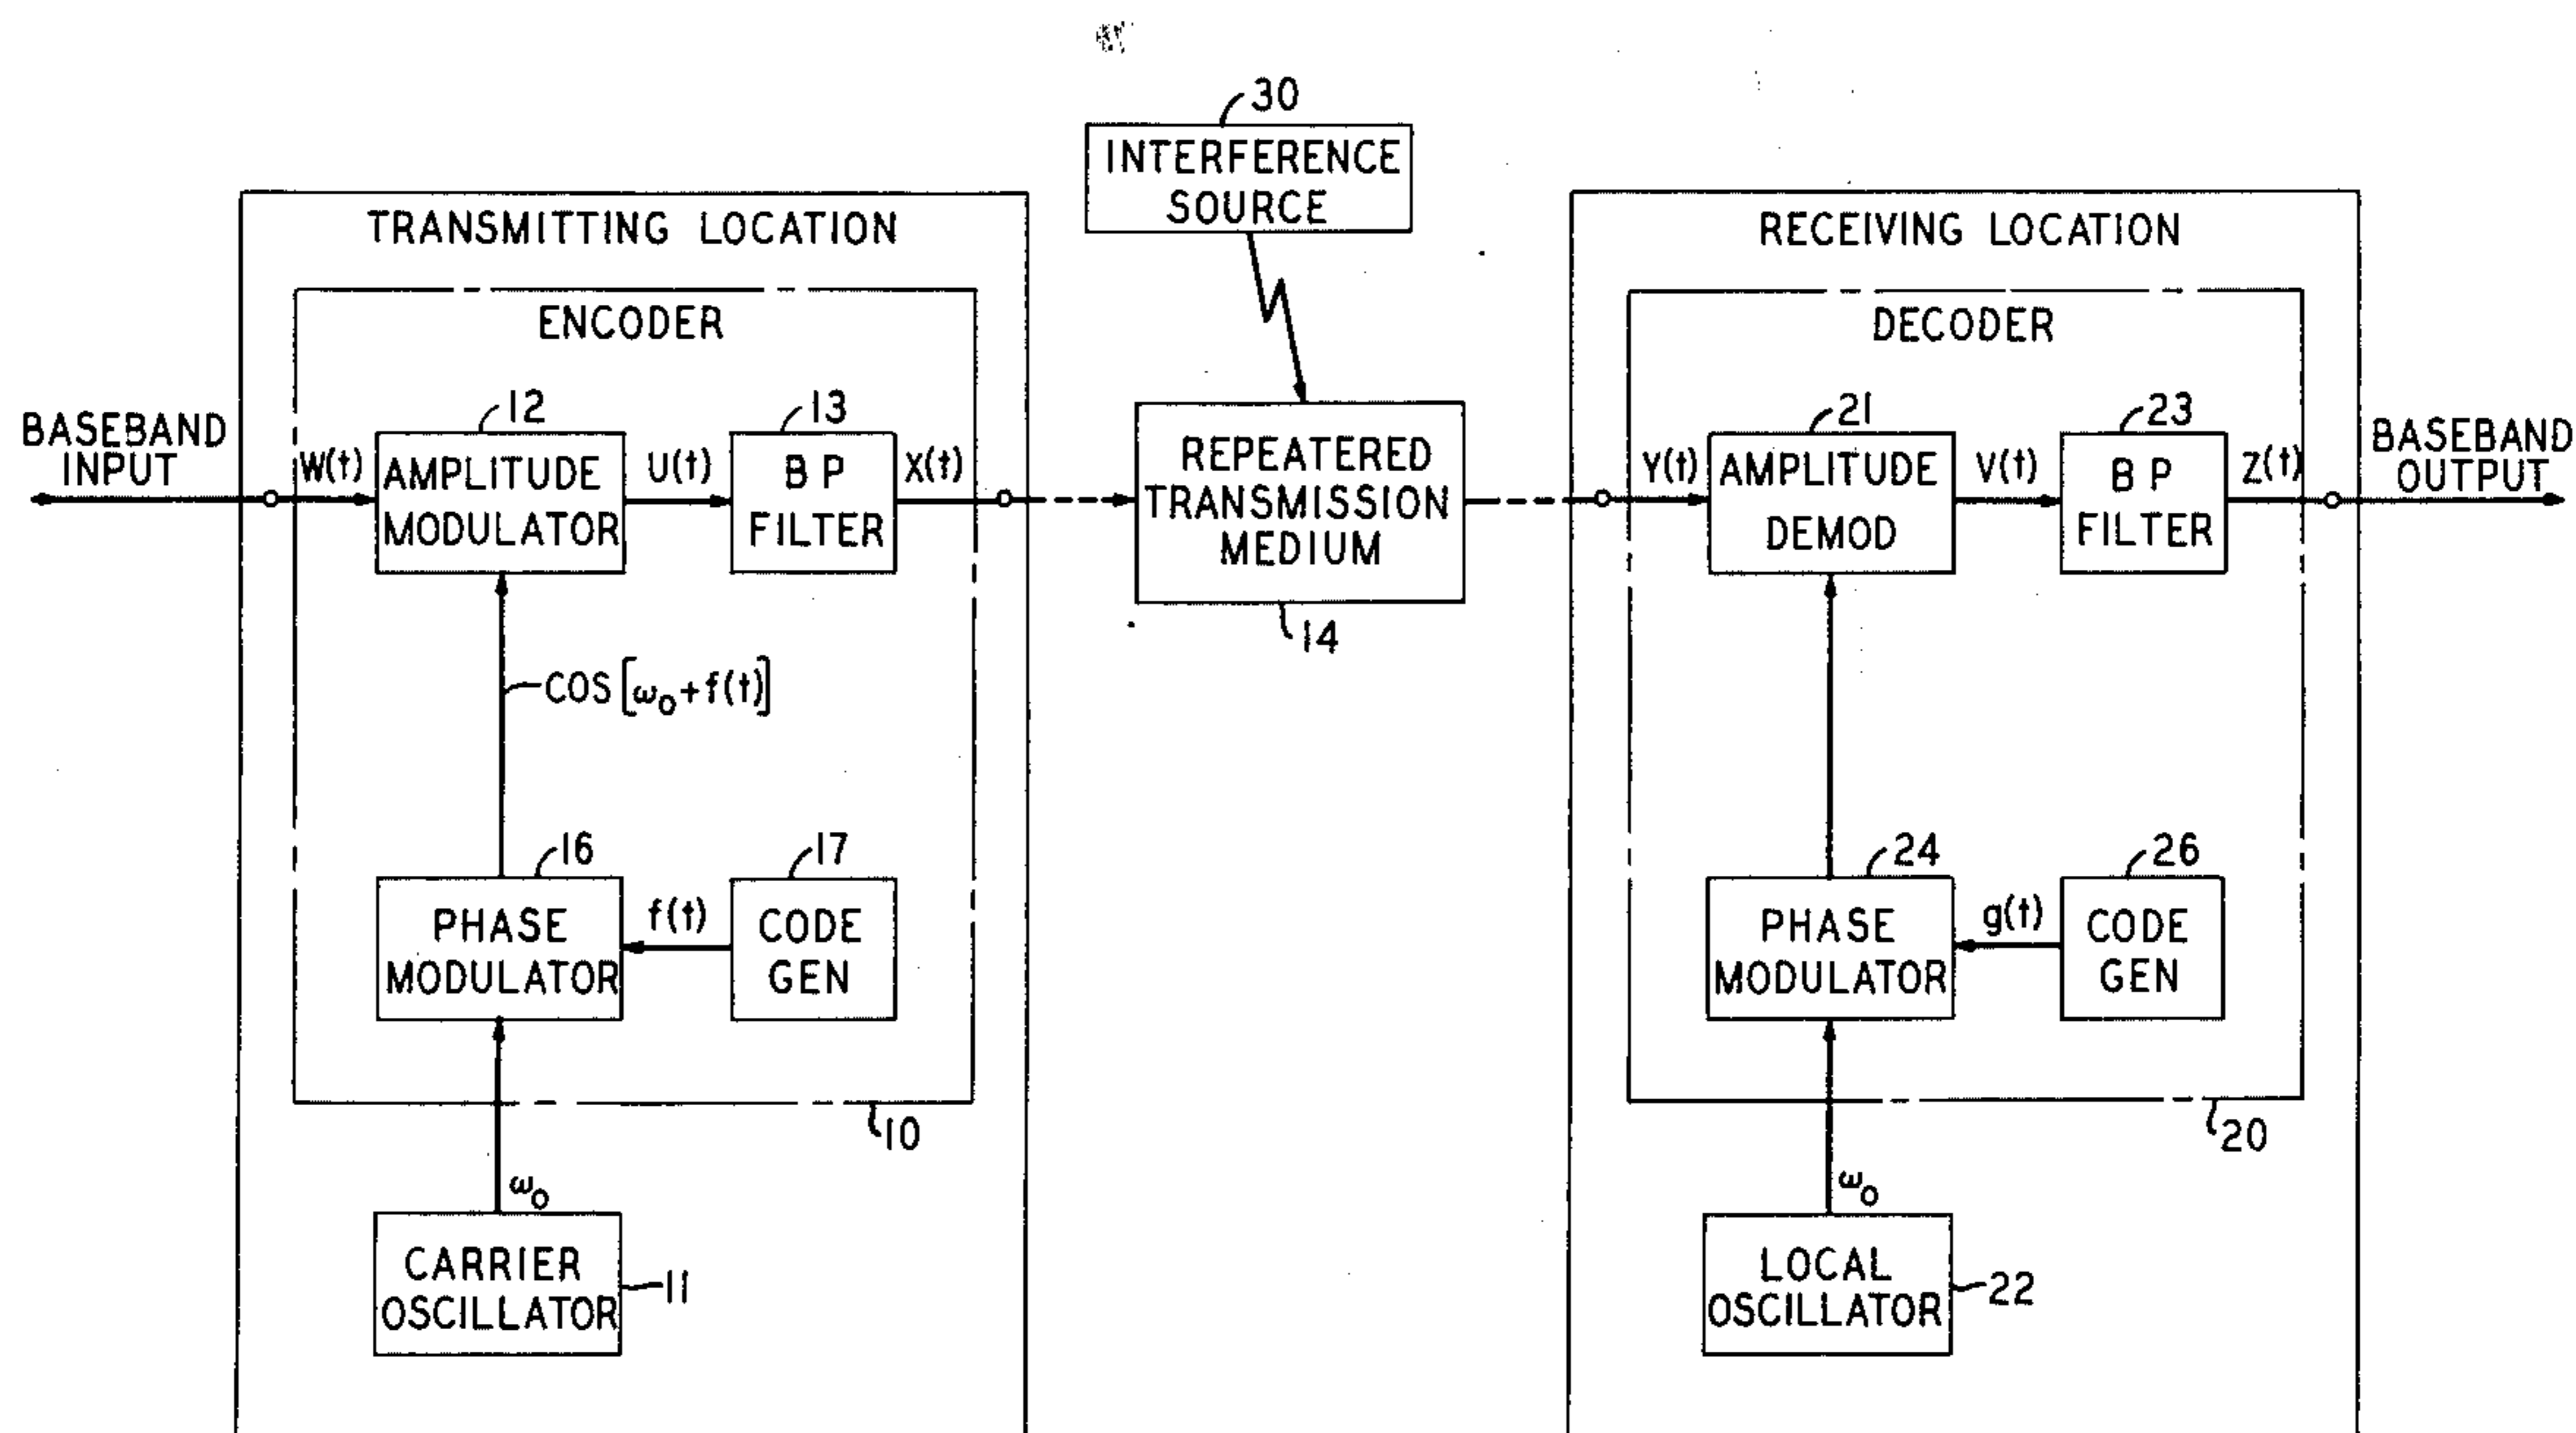 30
INTERFERENCE
SOURCE
TRANSMITTING LOCATION
RECEIVING LOCATION
ENCODER
DECODER
BASEBAND
INPUT
W(t)
12
AMPLITUDE
MODULATOR
U(t)
13
BP
FILTER
X(t)
REPEATERED
TRANSMISSION
MEDIUM
14
Y(t)
21
AMPLITUDE
DEMOD
V(t)
23
BP
FILTER
Z(t)
BASEBAND
OUTPUT
COS[ω₀+f(t)]
16
PHASE
MODULATOR
f(t)
17
CODE
GEN
24
PHASE
MODULATOR
g(t)
26
CODE
GEN
10
20
ω₀
ω₀
CARRIER
OSCILLATOR
11
LOCAL
OSCILLATOR
22